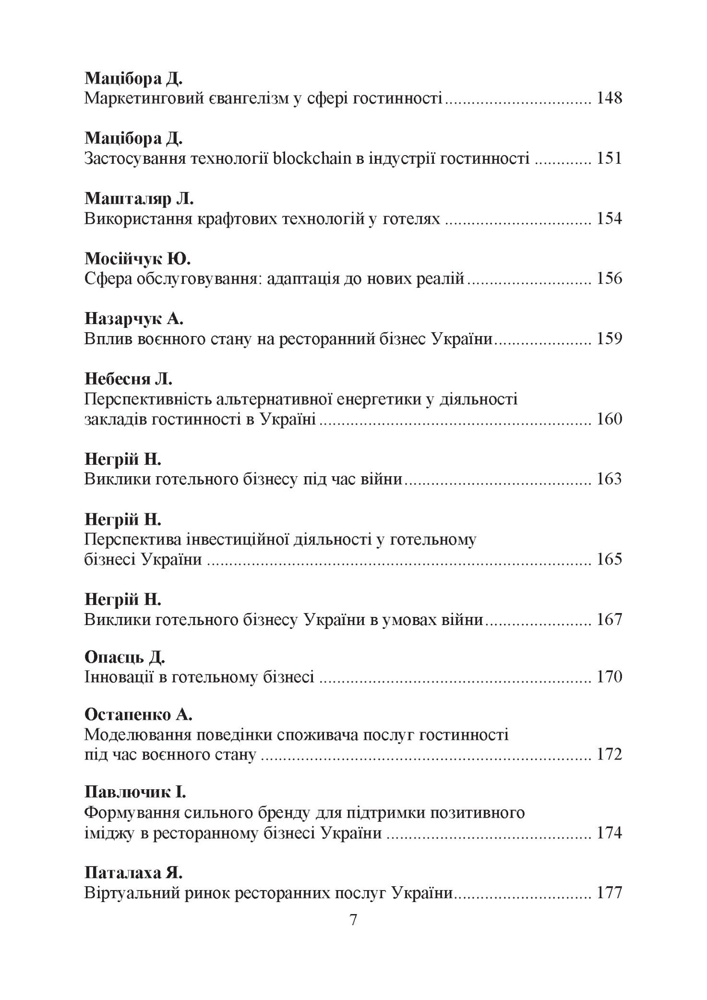 Мацібора Д.
Маркетинговий євангелізм у сфері гостинності................................. 148
Мацібора Д.
Застосування технології blockchain в індустрії гостинності ............. 151
Машталяр Л.
Використання крафтових технологій у готелях ................................. 154
Мосійчук Ю.
Сфера обслуговування: адаптація до нових реалій............................ 156
Назарчук А.
Вплив воєнного стану на ресторанний бізнес України...................... 159
Небесня Л.
Перспективність альтернативної енергетики у діяльності
закладів гостинності в Україні ............................................................. 160
Негрій Н.
Виклики готельного бізнесу під час війни.......................................... 163
Негрій Н.
Перспектива інвестиційної діяльності у готельному
бізнесі України ...................................................................................... 165
Негрій Н.
Виклики готельного бізнесу України в умовах війни........................ 167
Опаєць Д.
Інновації в готельному бізнесі ............................................................. 170
Остапенко А.
Моделювання поведінки споживача послуг гостинності
під час воєнного стану .......................................................................... 172
Павлючик І.
Формування сильного бренду для підтримки позитивного
іміджу в ресторанному бізнесі України .............................................. 174
Паталаха Я.
Віртуальний ринок ресторанних послуг України............................... 177
7